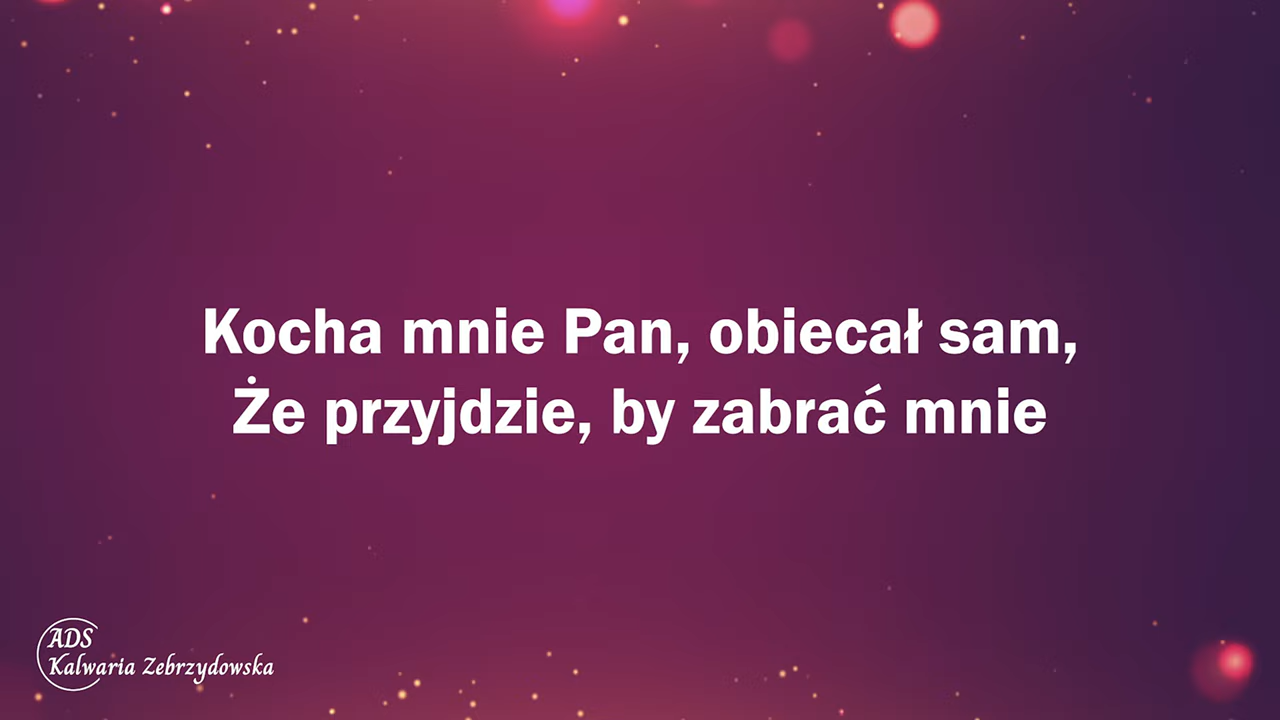 Kocha mnie Pan, obiecał sam,
Że przyjdzie, by zabrać mnie
ADS
Kalwaria Zebrzydowska